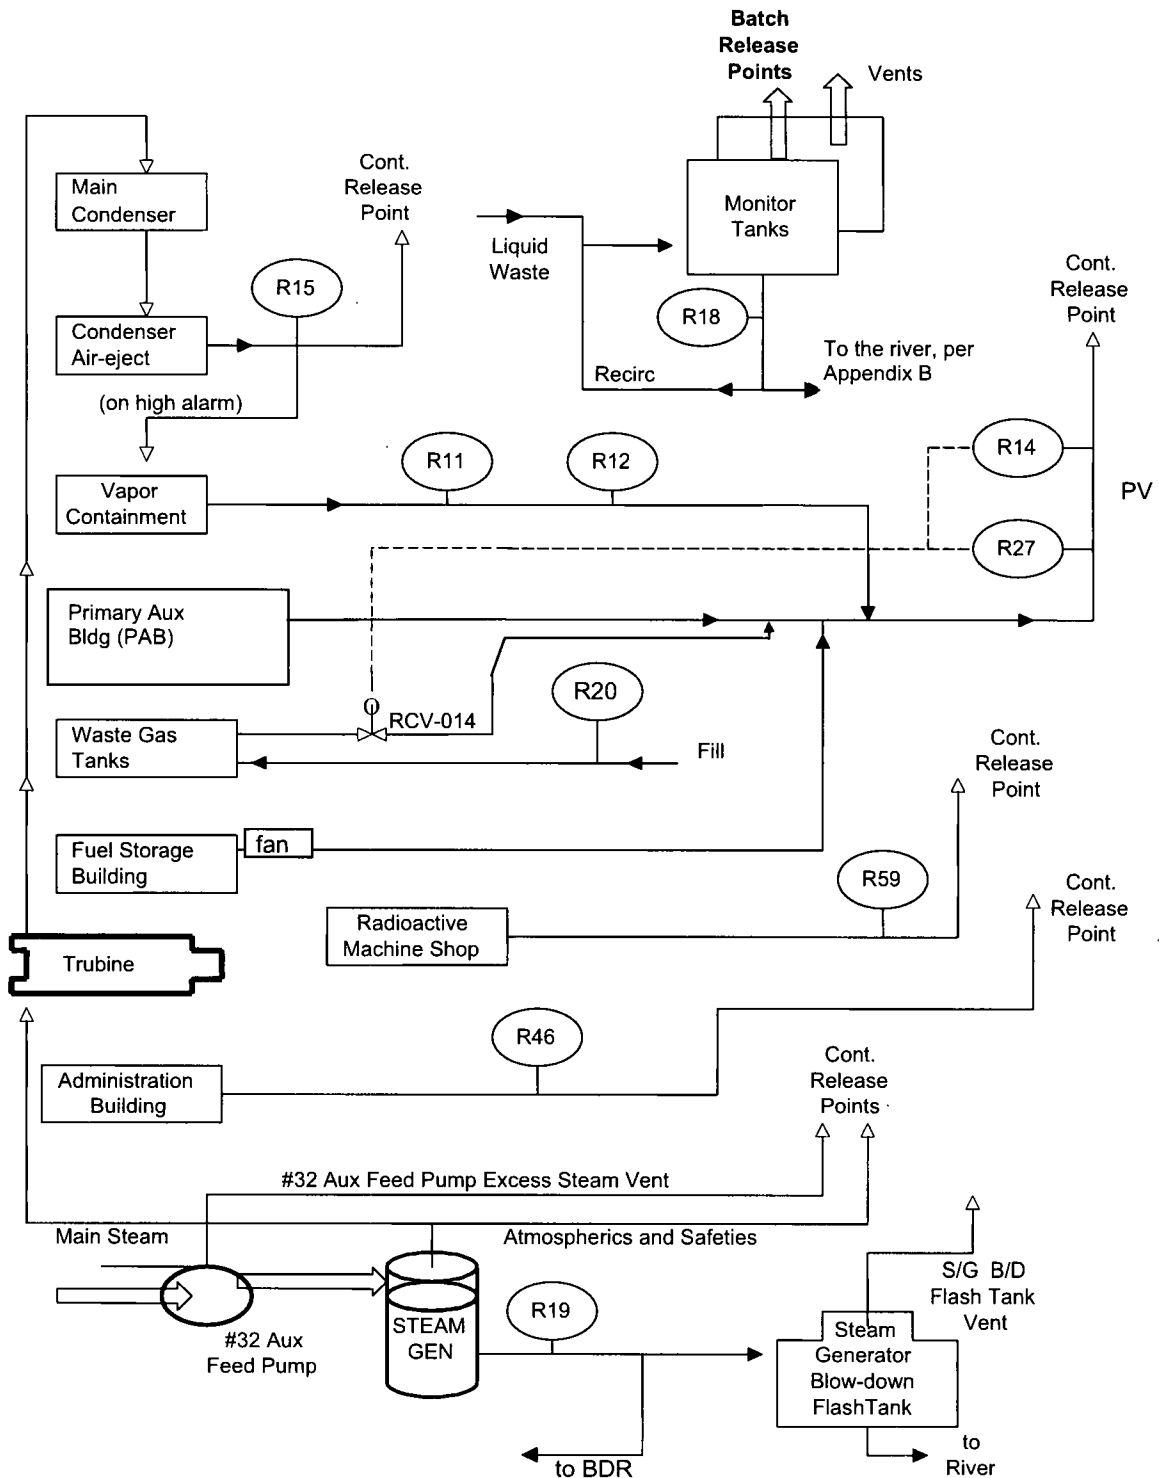 Batch
Release
Points
Vents
Main
Condenser
Cont.
Release
Point
Monitor
Tanks
Liquid
Waste
R15
Cont.
Release
Point
R18
Condenser
Air-eject
To the river, per
Appendix B
Recirc
(on high alarm)
R11
R12
R14
Vapor
Containment
PV
R27
Primary Aux
Bldg (PAB)
R20
RCV-014
Waste Gas
Tanks
Fill
Cont.
Release
Point
Fuel Storage
Building
fan
R59
Cont.
Release
Point
Radioactive
Machine Shop
Trubine
R46
Administration
Building
Cont.
Release
Points
#32 Aux Feed Pump Excess Steam Vent
Main Steam
Atmospherics and Safeties
S/G B/D
Flash Tank
Vent
R19
#32 Aux
Feed Pump
STEAM
GEN
Steam
Generator
Blow-down
FlashTank
to BDR
to
River